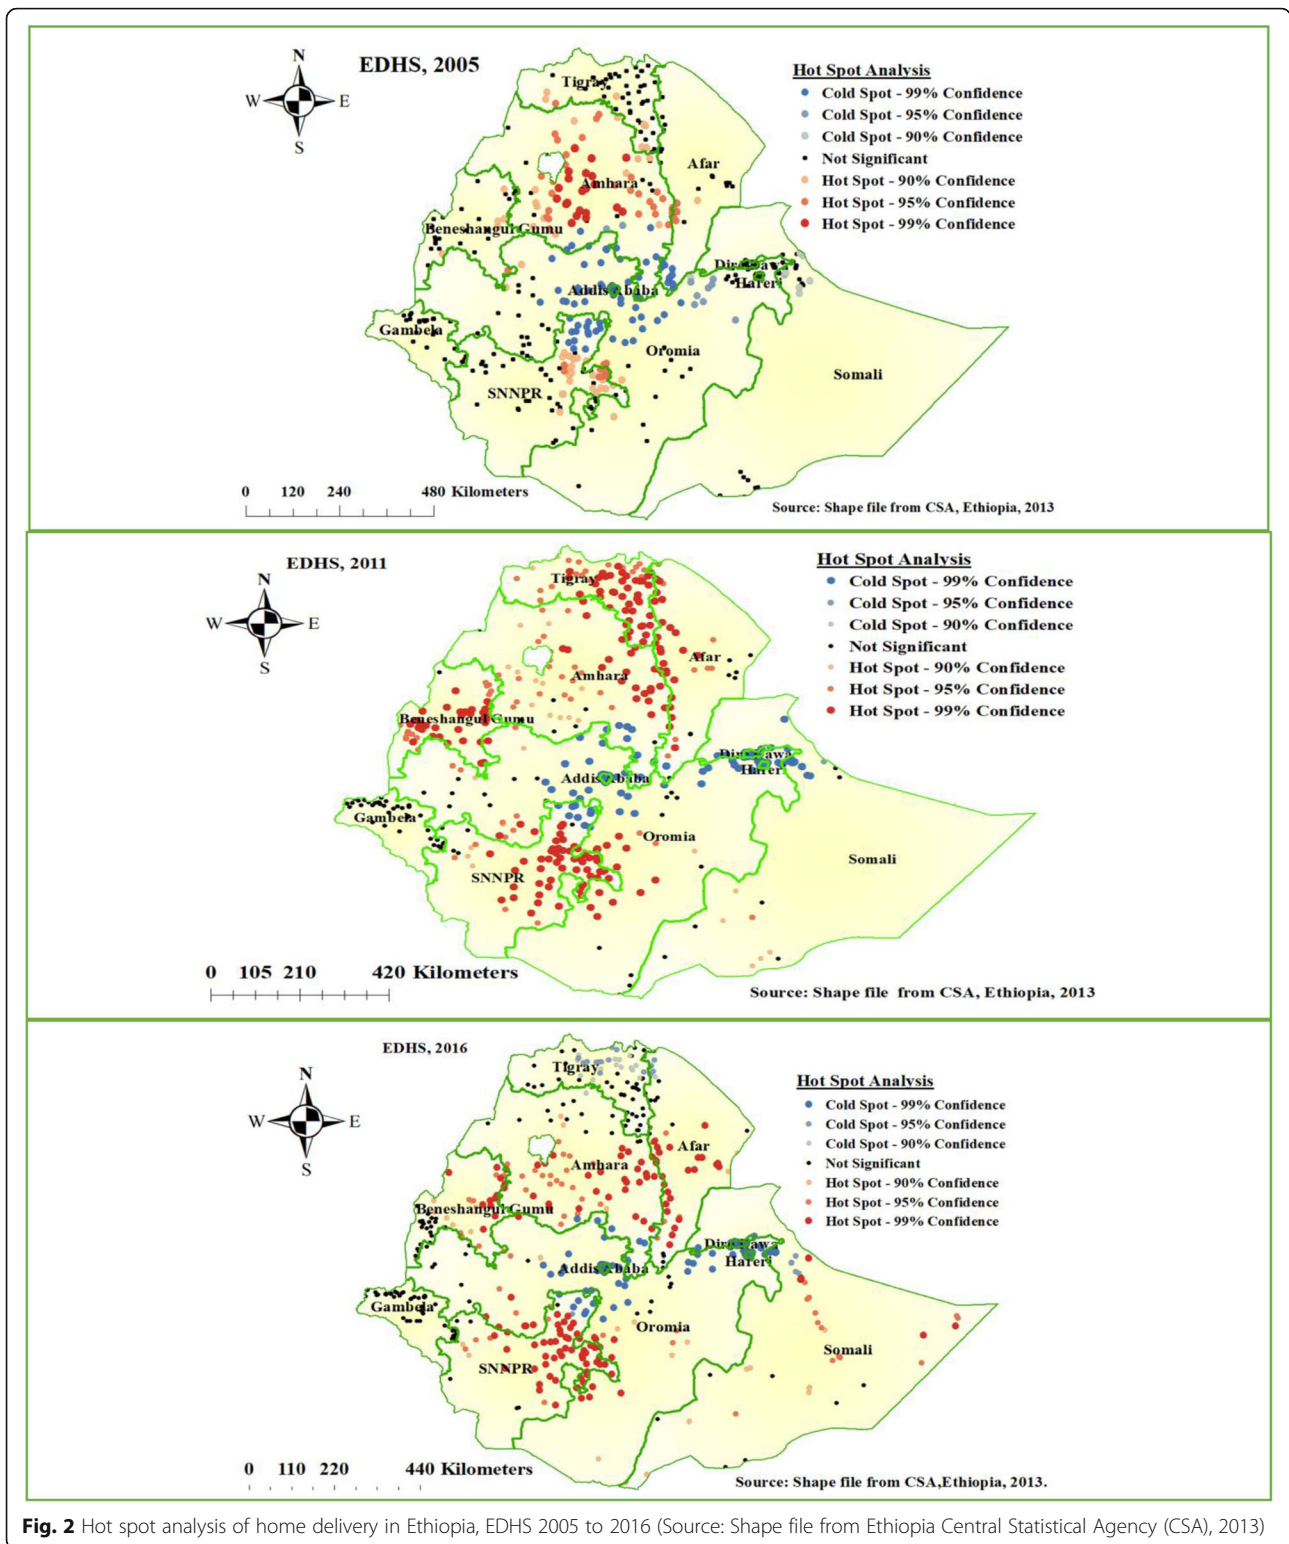 EDHS, 2005
N
W E
S
Hot Spot Analysis
Cold Spot - 99% Confidence
Cold Spot - 95% Confidence
Cold Spot - 90% Confidence
Not Significant
Hot Spot - 90% Confidence
Hot Spot - 95% Confidence
Hot Spot - 99% Confidence
Tigray
Afar
Amhara
Beneshangul Gumu
Dire Dawa
Hareri
Addis Ababa
Gambela
Oromia
Somali
SNNPR
0 120 240 480 Kilometers
Source: Shape file from CSA, Ethiopia, 2013
EDHS, 2011
N
W E
S
Hot Spot Analysis
Cold Spot - 99% Confidence
Cold Spot - 95% Confidence
Cold Spot - 90% Confidence
Not Significant
Hot Spot - 90% Confidence
Hot Spot - 95% Confidence
Hot Spot - 99% Confidence
Tigray
Afar
Amhara
Beneshangul Gumu
Dire Dawa
Hareri
Addis Ababa
Gambela
Oromia
Somali
SNNPR
0 105 210 420 Kilometers
Source: Shape file from CSA, Ethiopia, 2013
EDHS, 2016
N
W E
S
Hot Spot Analysis
Cold Spot - 99% Confidence
Cold Spot - 95% Confidence
Cold Spot - 90% Confidence
Not Significant
Hot Spot - 90% Confidence
Hot Spot - 95% Confidence
Hot Spot - 99% Confidence
Tigray
Afar
Amhara
Beneshangul Gumu
Dire Dawa
Hareri
Addis Ababa
Gambela
Oromia
Somali
SNNPR
0 110 220 440 Kilometers
Source: Shape file from CSA,Ethiopia, 2013.
Fig. 2 Hot spot analysis of home delivery in Ethiopia, EDHS 2005 to 2016 (Source: Shape file from Ethiopia Central Statistical Agency (CSA), 2013)